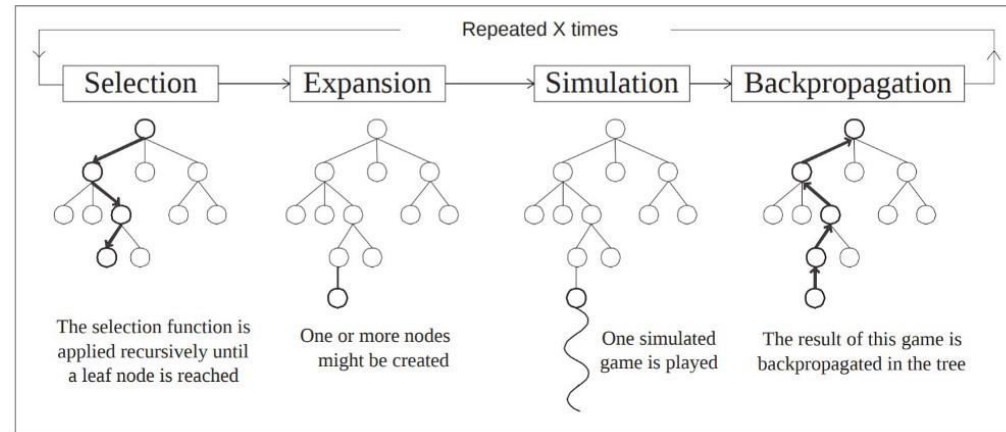 Repeated X times
Selection
Expansion
Simulation
Backpropagation
The selection function is
applied recursively until
a leaf node is reached
One or more nodes
might be created
One simulated
game is played
The result of this game is
backpropagated in the tree